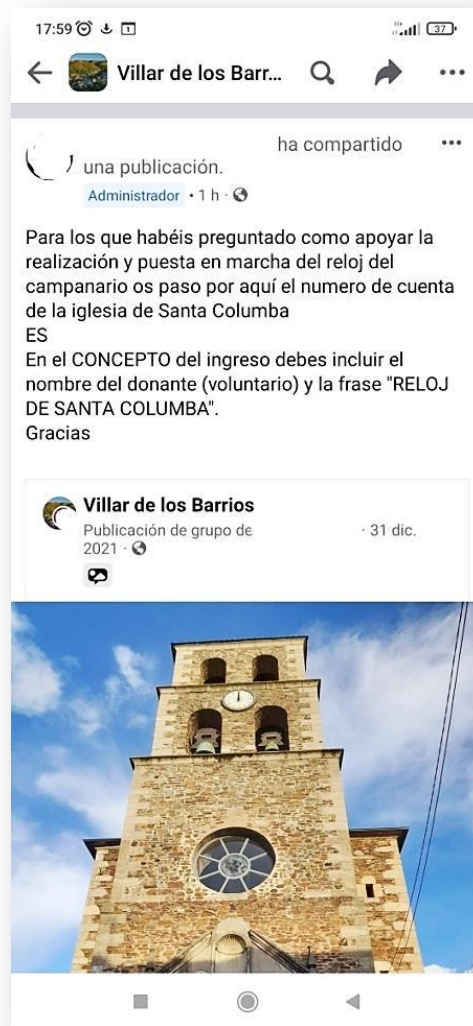 17:59
37
Villar de los Barr...
ha compartido
una publicación.
Administrador • 1 h ·
Para los que habéis preguntado como apoyar la
realización y puesta en marcha del reloj del
campanario os paso por aquí el numero de cuenta
de la iglesia de Santa Columba
ES
En el CONCEPTO del ingreso debes incluir el
nombre del donante (voluntario) y la frase "RELOJ
DE SANTA COLUMBA".
Gracias
Villar de los Barrios
Publicación de grupo de · 31 dic.
2021 ·